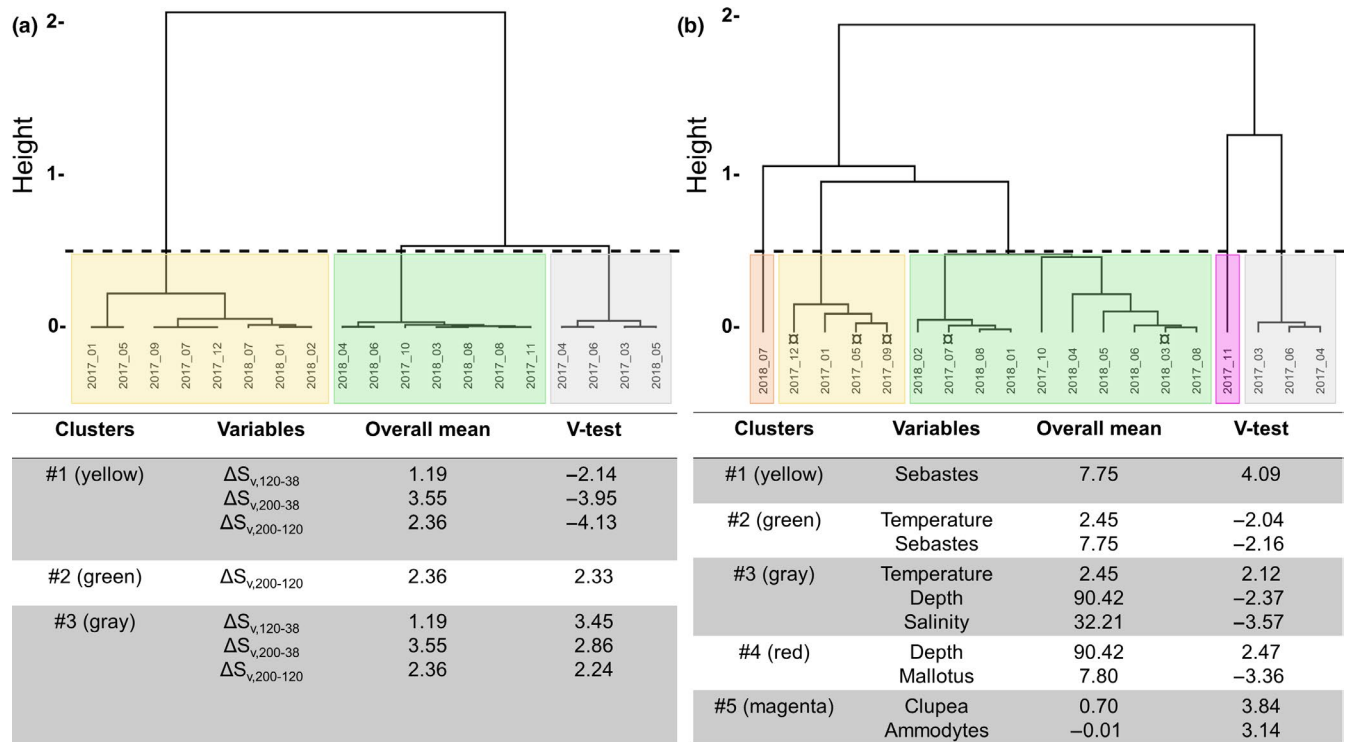 (a)
2-
Height
1-
0-
2017_01
2017_05
2017_09
2017_07
2017_12
2018_07
2018_01
2018_02
2018_04
2018_06
2017_10
2018_03
2018_08
2017_08
2017_11
2017_04
2017_06
2017_03
2018_05
Clusters Variables Overall mean V-test
#1 (yellow) ΔSv,120-38 1.19 –2.14
ΔSv,200-38 3.55 –3.95
ΔSv,200-120 2.36 –4.13
#2 (green) ΔSv,200-120 2.36 2.33
#3 (gray) ΔSv,120-38 1.19 3.45
ΔSv,200-38 3.55 2.86
ΔSv,200-120 2.36 2.24
(b)
2-
Height
1-
0-
2018_07
2017_12
2017_01
2017_05
2017_09
2018_02
2017_07
2018_08
2018_01
2017_10
2018_04
2018_05
2018_06
2018_03
2017_08
2017_11
2017_03
2017_06
2017_04
Clusters Variables Overall mean V-test
#1 (yellow) Sebastes 7.75 4.09
#2 (green) Temperature 2.45 –2.04
Sebastes 7.75 –2.16
#3 (gray) Temperature 2.45 2.12
Depth 90.42 –2.37
Salinity 32.21 –3.57
#4 (red) Depth 90.42 2.47
Mallotus 7.80 –3.36
#5 (magenta) Clupea 0.70 3.84
Ammodytes –0.01 3.14